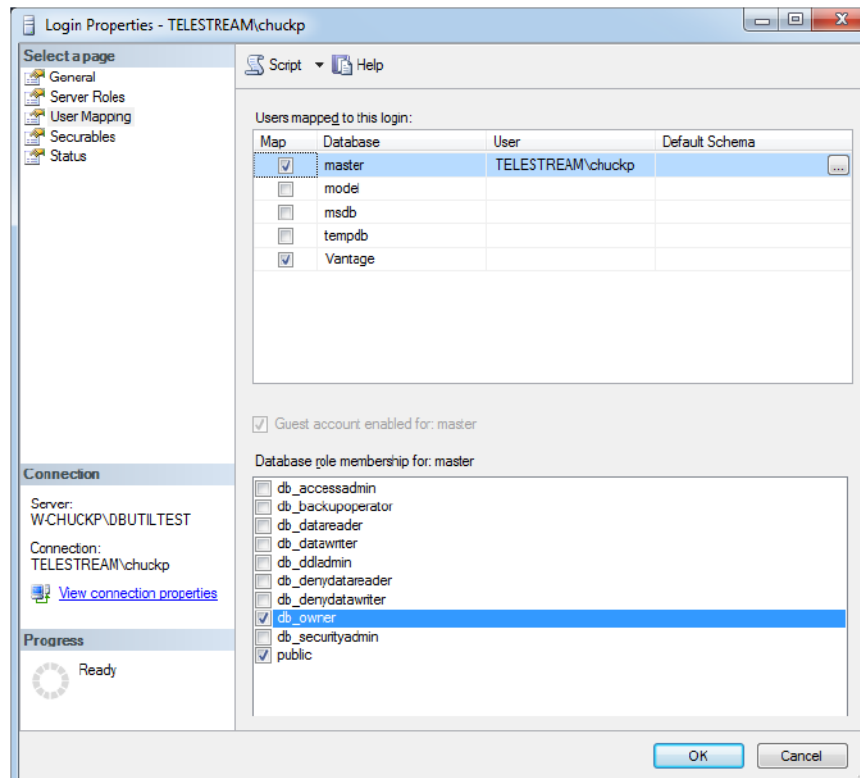 Login Properties - TELESTREAM\chuckp
Select a page
General
Server Roles
User Mapping
Securables
Status
Script
Help
Users mapped to this login:
Map Database User Default Schema
master TELESTREAM\chuckp ...
model
msdb
tempdb
Vantage
Guest account enabled for: master
Database role membership for: master
db_accessadmin
db_backupoperator
db_datareader
db_datawriter
db_ddladmin
db_denydatareader
db_denydatawriter
db_owner
db_securityadmin
public
Connection
Server:
W-CHUCKP\DBUTILTEST
Connection:
TELESTREAM\chuckp
View connection properties
Progress
Ready
OK Cancel